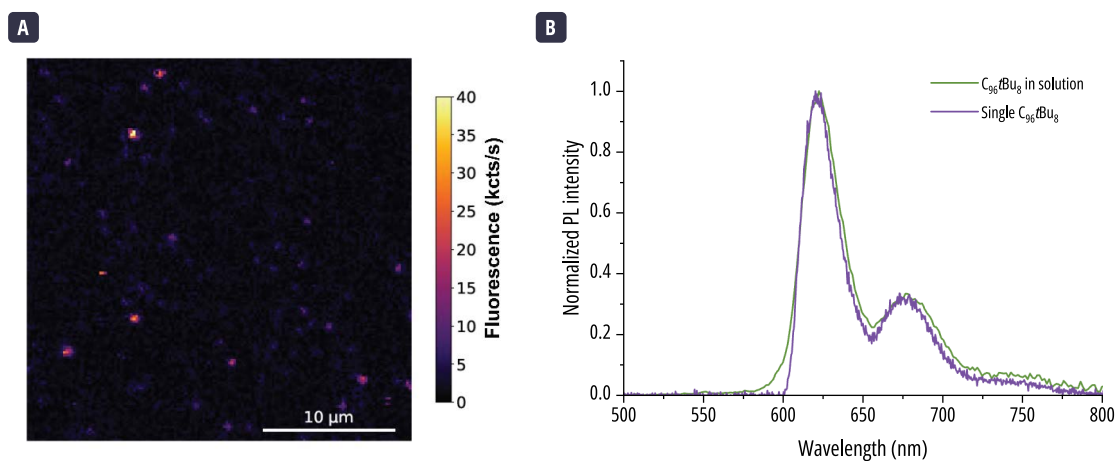 A
40
35
30
25
20
15
10
5
0
Fluorescence (kcts/s)
10 µm
B
C₉₆tBu₈ in solution
Single C₉₆tBu₈
Normalized PL intensity
1.0
0.8
0.6
0.4
0.2
0.0
500
550
600
650
700
750
800
Wavelength (nm)